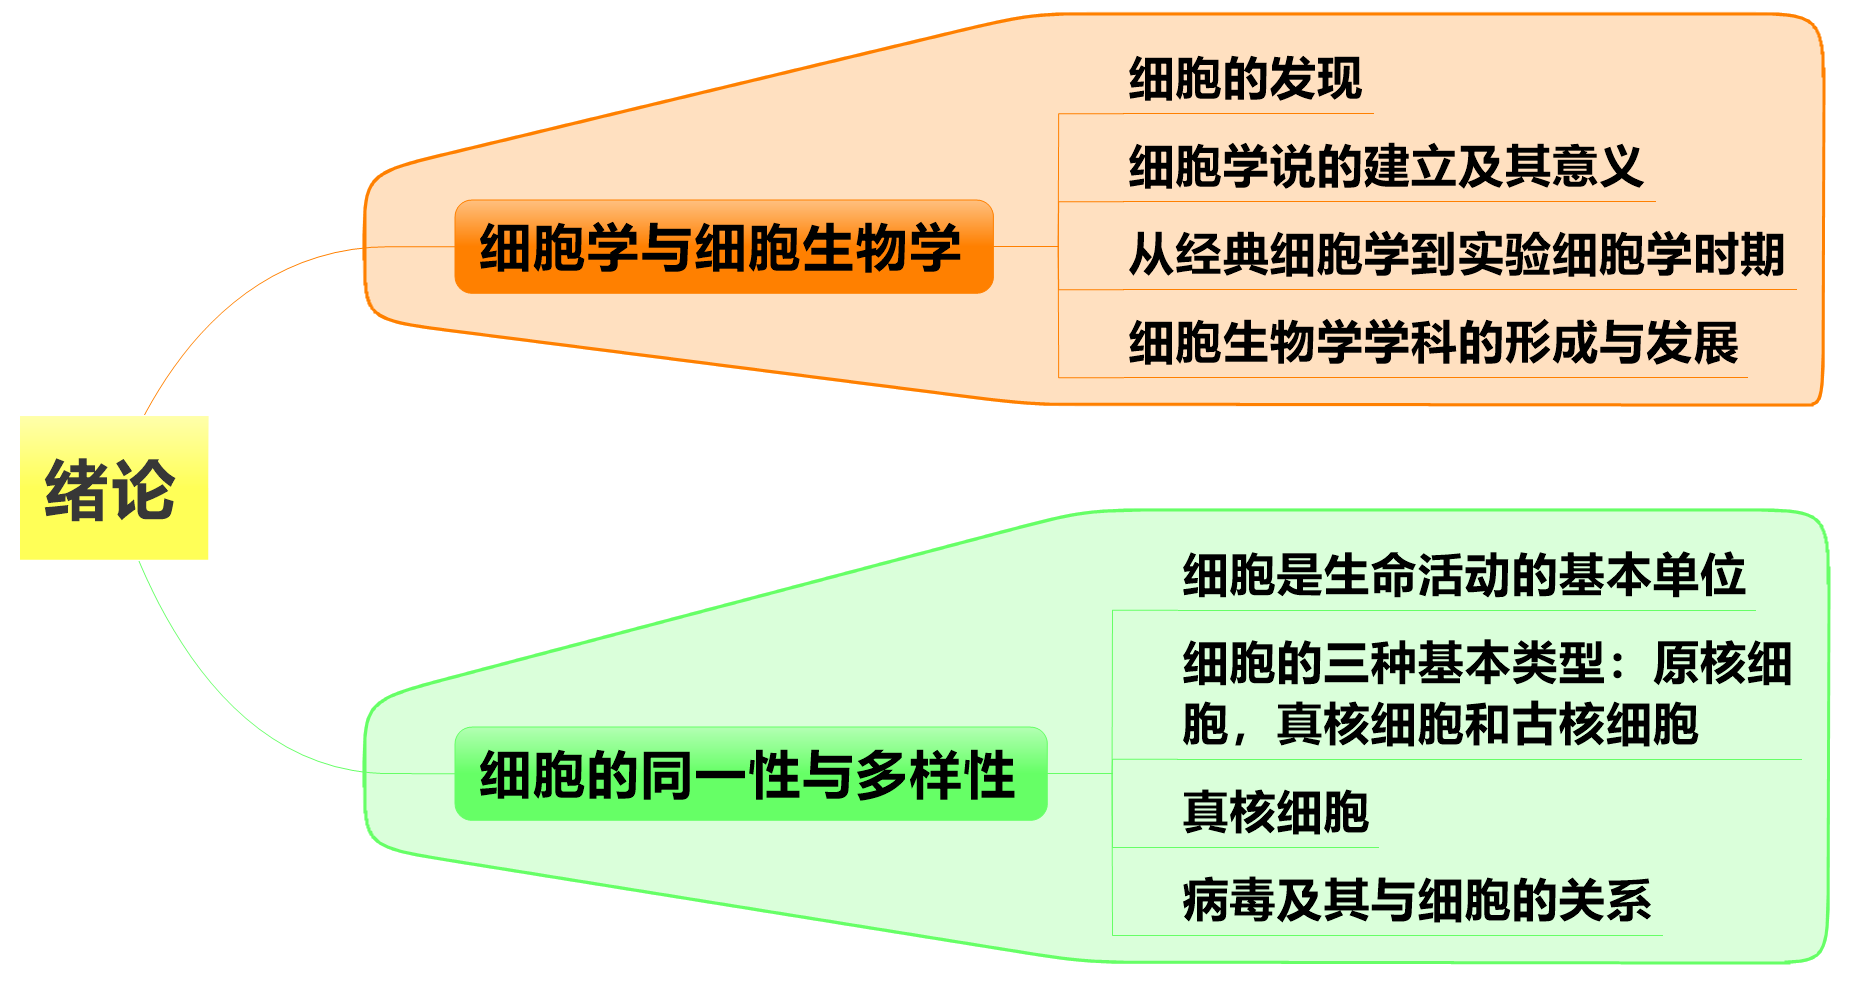 绪论
细胞学与细胞生物学
细胞的发现
细胞学说的建立及其意义
从经典细胞学到实验细胞学时期
细胞生物学学科的形成与发展
细胞的同一性与多样性
细胞是生命活动的基本单位
细胞的三种基本类型：原核细
胞，真核细胞和古核细胞
真核细胞
病毒及其与细胞的关系